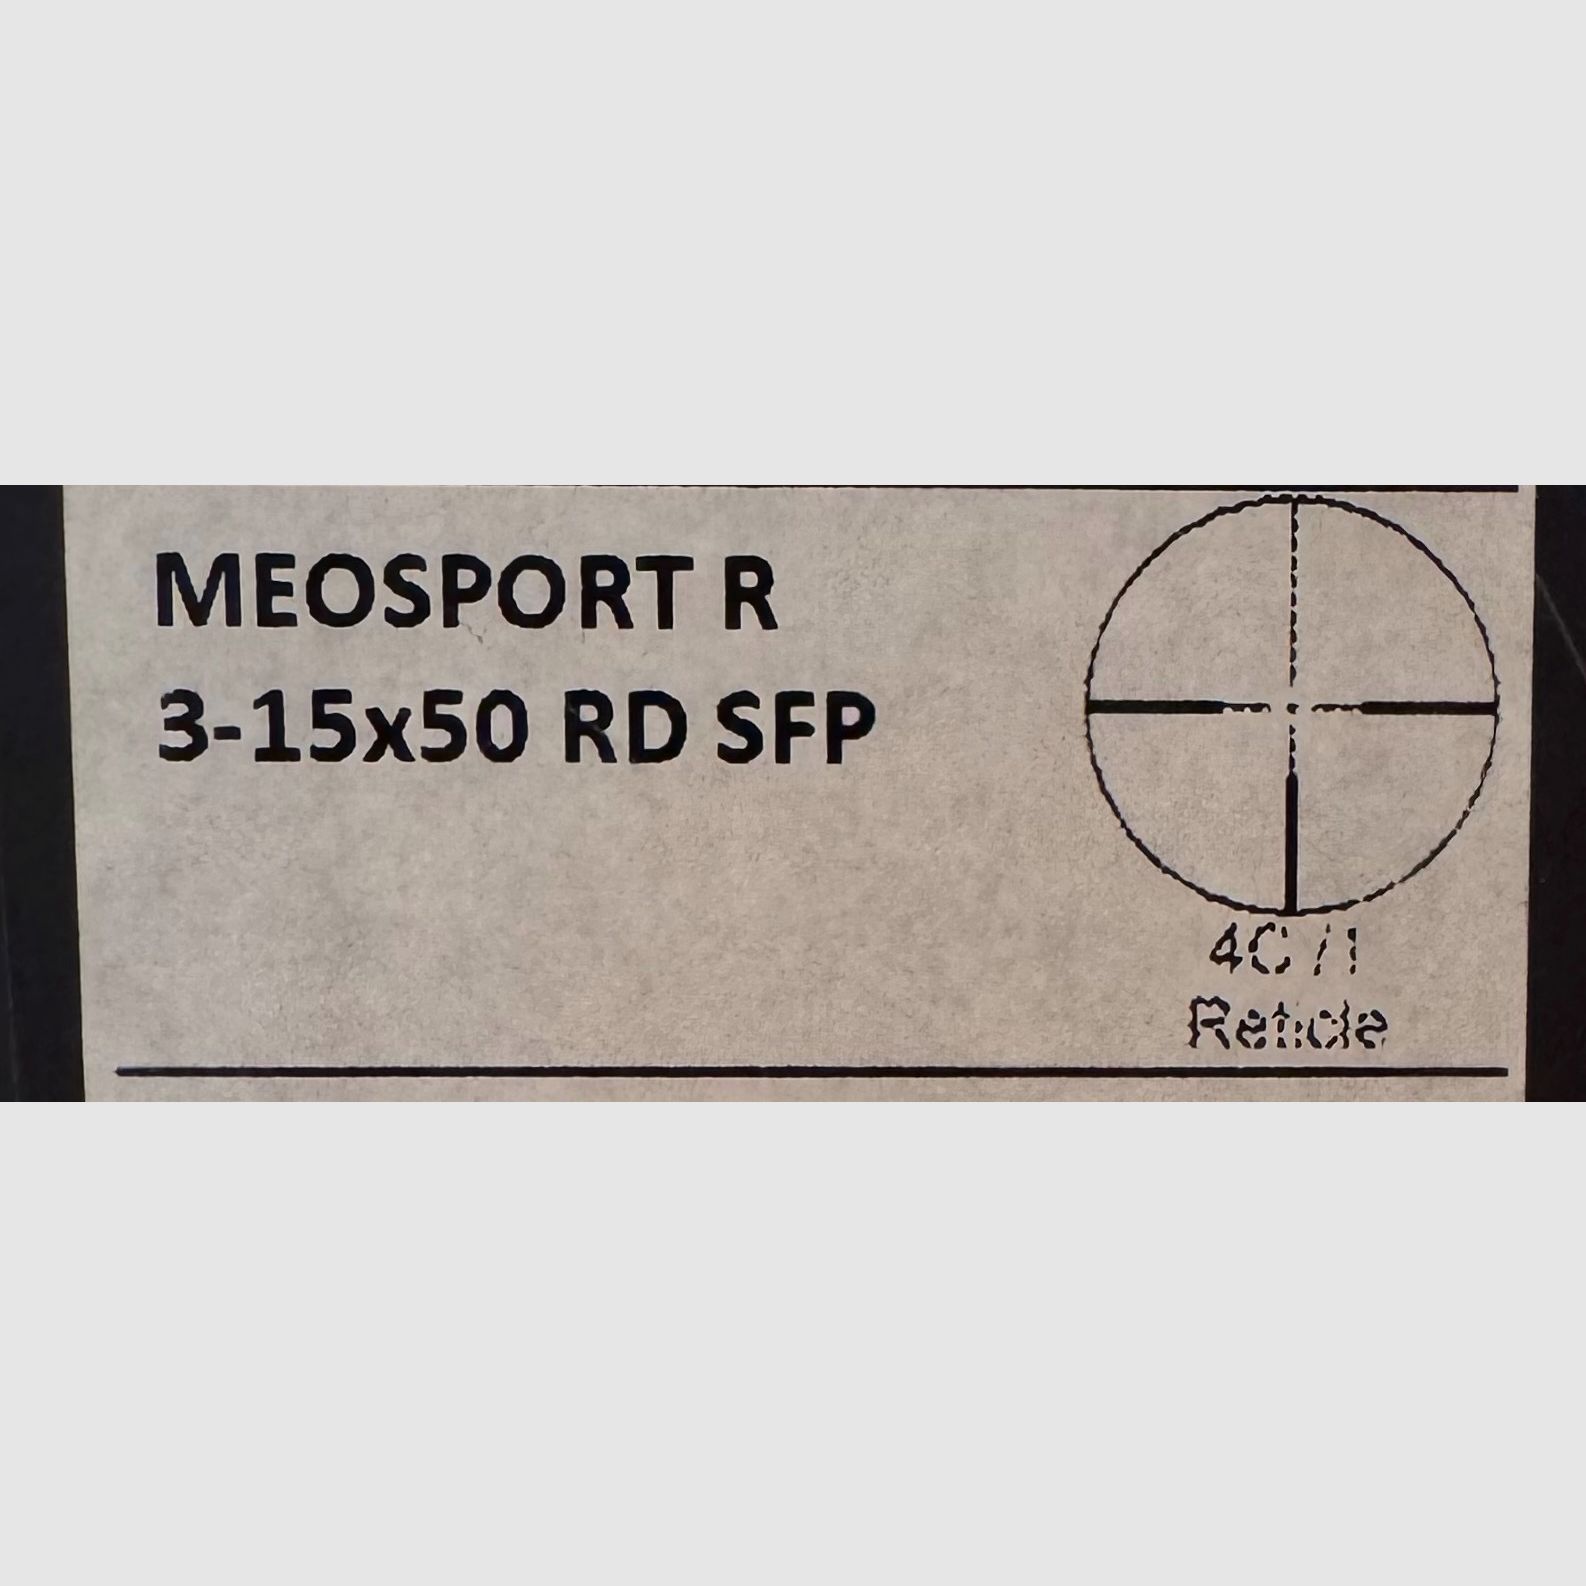 MEOSPORT R
3-15x50 RD SFP
4C /1
Reticle